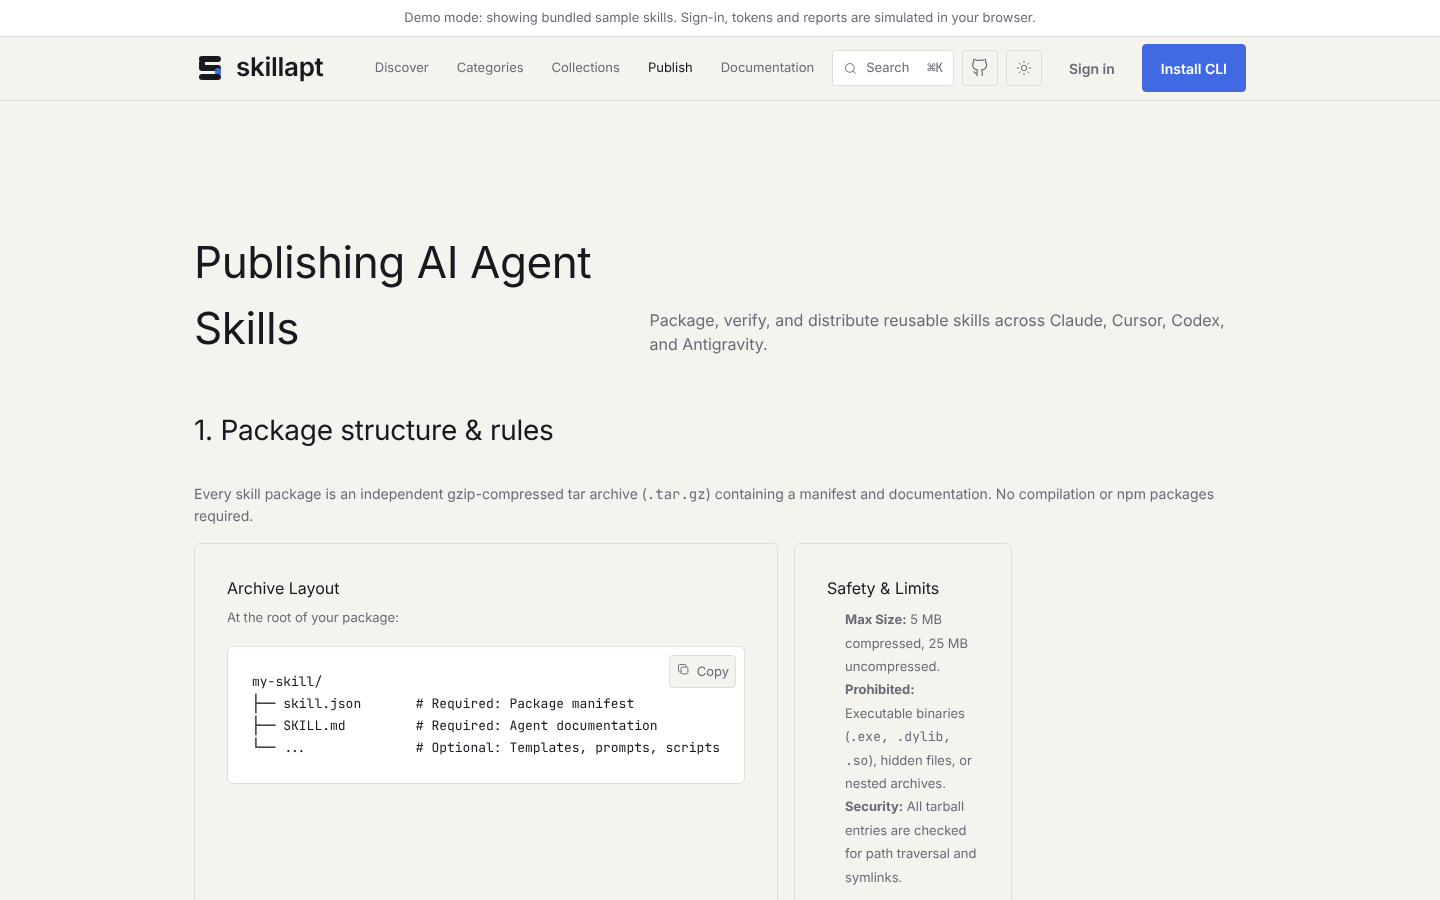 Demo mode: showing bundled sample skills. Sign-in, tokens and reports are simulated in your browser.
skillapt
Discover
Categories
Collections
Publish
Documentation
Search ⌘K
Sign in
Install CLI
Publishing AI Agent
Skills
Package, verify, and distribute reusable skills across Claude, Cursor, Codex,
and Antigravity.
1. Package structure & rules
Every skill package is an independent gzip-compressed tar archive (.tar.gz) containing a manifest and documentation. No compilation or npm packages
required.
Archive Layout
At the root of your package:
Copy
my-skill/
├── skill.json # Required: Package manifest
├── SKILL.md # Required: Agent documentation
└── ... # Optional: Templates, prompts, scripts
Safety & Limits
Max Size: 5 MB
compressed, 25 MB
uncompressed.
Prohibited:
Executable binaries
(.exe, .dylib,
.so), hidden files, or
nested archives.
Security: All tarball
entries are checked
for path traversal and
symlinks.